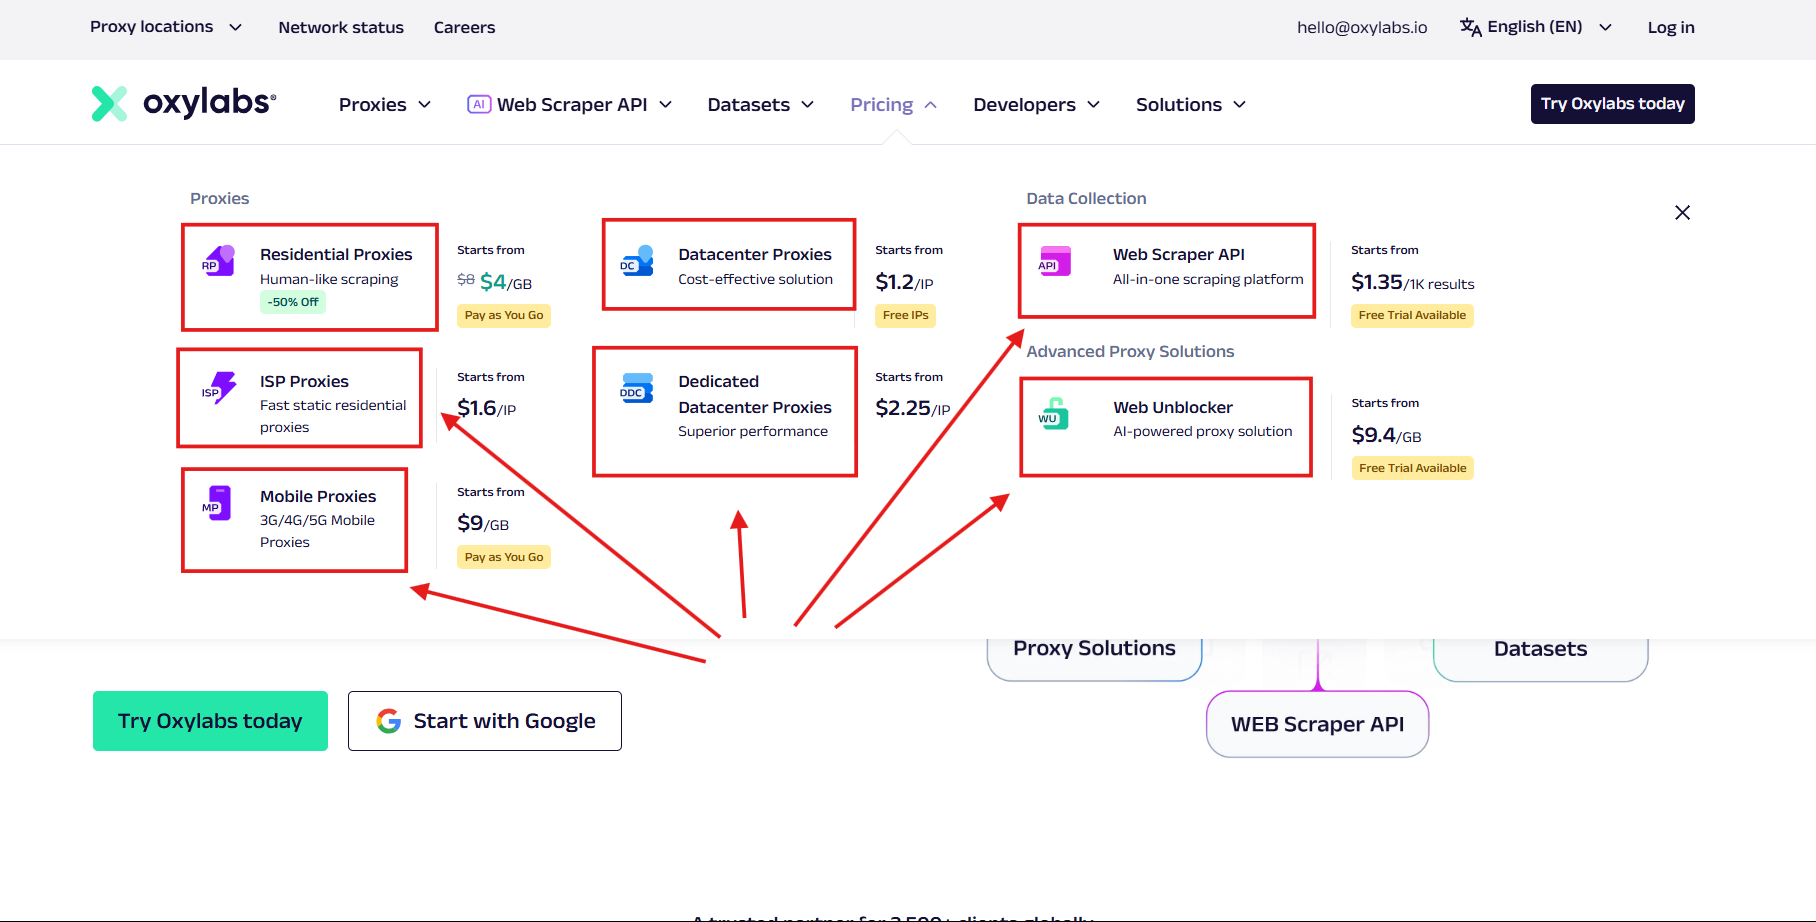 Proxy locations
Network status
Careers
hello@oxylabs.io
English (EN)
Log in
oxylabs®
Proxies
AI Web Scraper API
Datasets
Pricing
Developers
Solutions
Try Oxylabs today
Proxies
RP
Residential Proxies
Human-like scraping
-50% Off
Starts from
$8 $4/GB
Pay as You Go
ISP
ISP Proxies
Fast static residential
proxies
Starts from
$1.6/IP
MP
Mobile Proxies
3G/4G/5G Mobile
Proxies
Starts from
$9/GB
Pay as You Go
DC
Datacenter Proxies
Cost-effective solution
Starts from
$1.2/IP
Free IPs
DDC
Dedicated
Datacenter Proxies
Superior performance
Starts from
$2.25/IP
Data Collection
API
Web Scraper API
All-in-one scraping platform
Starts from
$1.35/1K results
Free Trial Available
Advanced Proxy Solutions
WU
Web Unblocker
AI-powered proxy solution
Starts from
$9.4/GB
Free Trial Available
Proxy Solutions
Datasets
WEB Scraper API
Try Oxylabs today
Start with Google
A trusted partner for 3,500+ clients globally